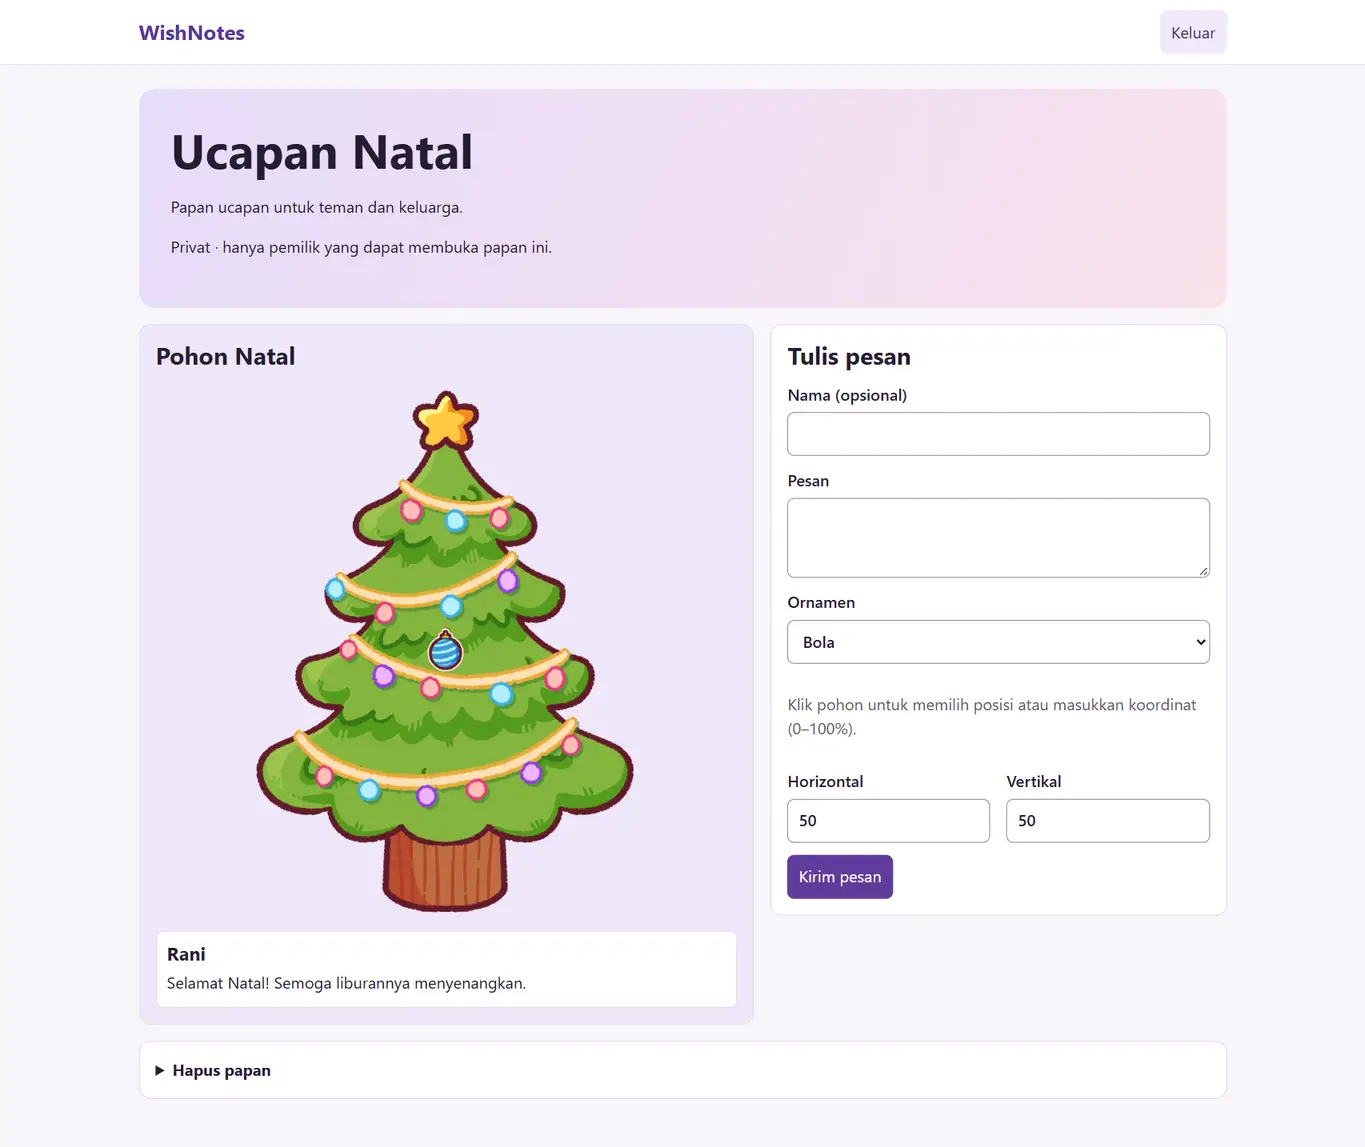 WishNotes
Keluar
Ucapan Natal
Papan ucapan untuk teman dan keluarga.
Privat · hanya pemilik yang dapat membuka papan ini.
Pohon Natal
Rani
Selamat Natal! Semoga liburannya menyenangkan.
Tulis pesan
Nama (opsional)
Pesan
Ornamen
Bola
Klik pohon untuk memilih posisi atau masukkan koordinat
(0–100%).
Horizontal
Vertikal
50
50
Kirim pesan
Hapus papan